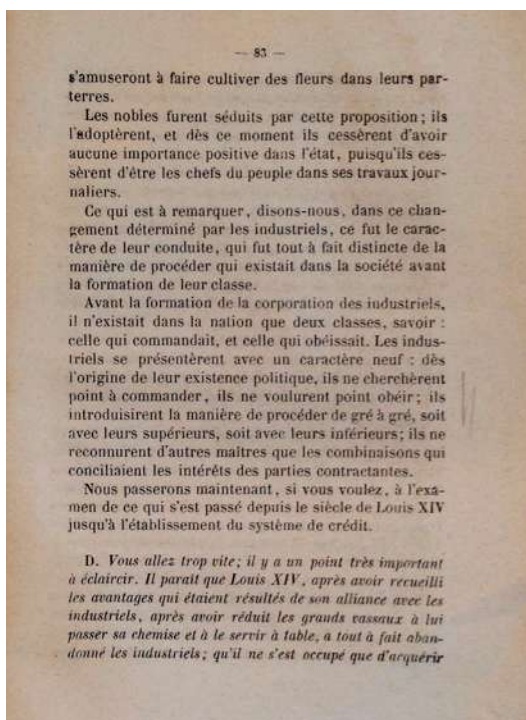 — 83 —
s'amuseront à faire cultiver des fleurs dans leurs par-
terres.
Les nobles furent séduits par cette proposition; ils
l'adoptèrent, et dès ce moment ils cessèrent d'avoir
aucune importance positive dans l'état, puisqu'ils ces-
sèrent d'être les chefs du peuple dans ses travaux jour-
naliers.
Ce qui est à remarquer, disons-nous, dans ce chan-
gement déterminé par les industriels, ce fut le carac-
tère de leur conduite, qui fut tout à fait distincte de la
manière de procéder qui existait dans la société avant
la formation de leur classe.
Avant la formation de la corporation des industriels,
il n'existait dans la nation que deux classes, savoir :
celle qui commandait, et celle qui obéissait. Les indus-
triels se présentèrent avec un caractère neuf : dès
l'origine de leur existence politique, ils ne cherchèrent
point à commander, ils ne voulurent point obéir; ils
introduisirent la manière de procéder de gré à gré, soit
avec leurs supérieurs, soit avec leurs inférieurs; ils ne
reconnurent d'autres maîtres que les combinaisons qui
conciliaient les intérêts des parties contractantes.
Nous passerons maintenant, si vous voulez, à l'exa-
men de ce qui s'est passé depuis le siècle de Louis XIV
jusqu'à l'établissement du système de crédit.
D. Vous allez trop vite; il y a un point très important
à éclaircir. Il paraît que Louis XIV, après avoir recueilli
les avantages qui étaient résultés de son alliance avec les
industriels, après avoir réduit les grands vassaux à lui
passer sa chemise et à le servir à table, a tout à fait aban-
donné les industriels; qu'il ne s'est occupé que d'acquérir